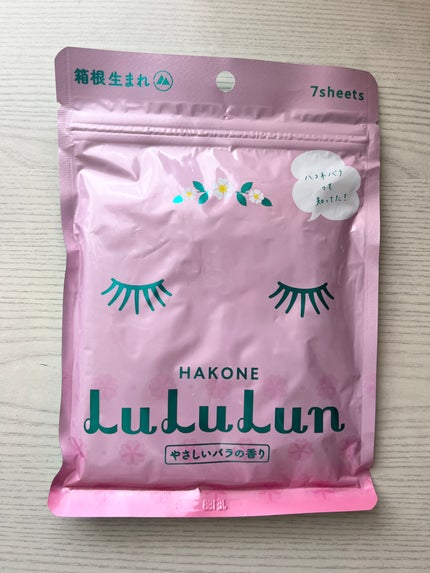 箱根生まれ
7sheets
ハコネバラ
って
知ってた?
HAKONE
LuLuLun
やさしいバラの香り